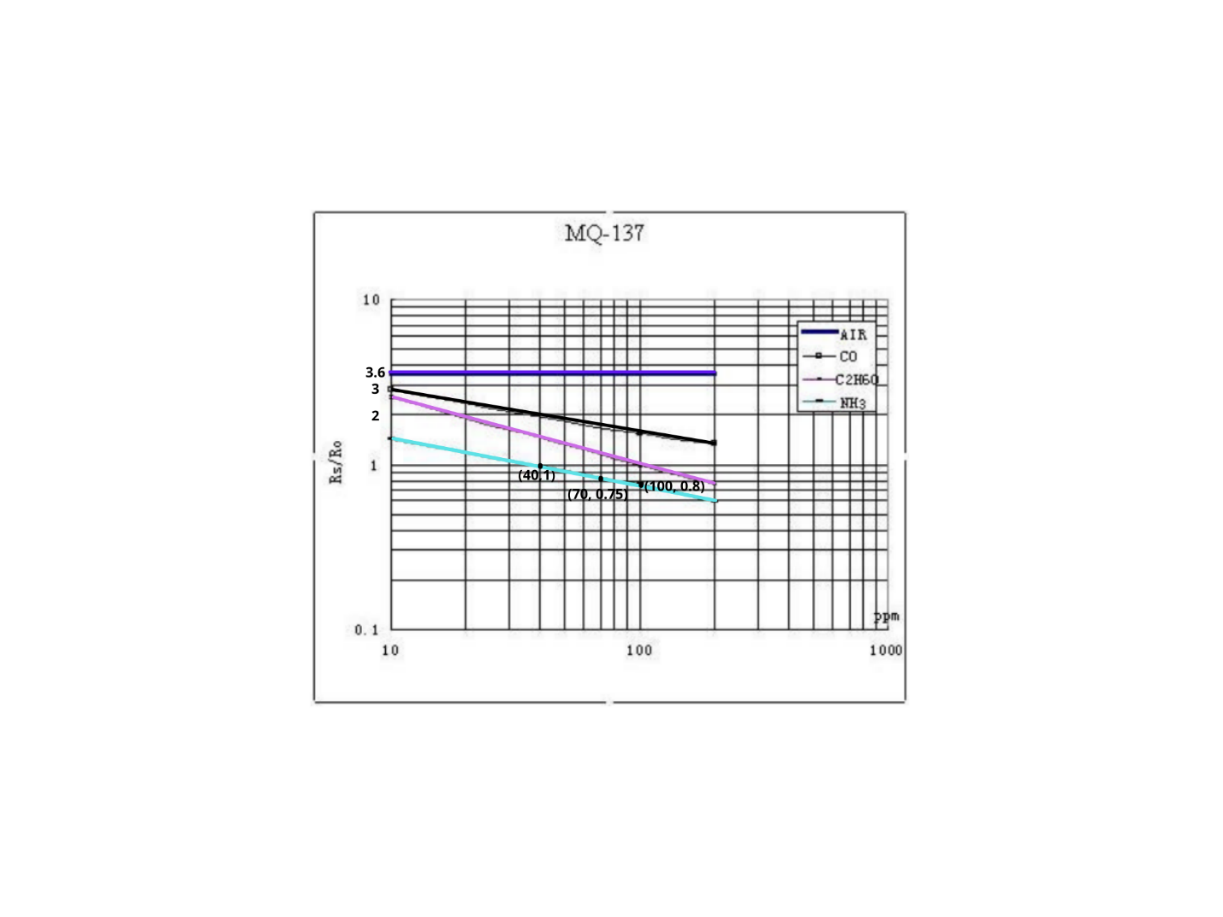 MQ-137
10
AIR
CO
C2H6O
NH3
3.6
3
2
Rs/Ro
1
(40,1)
(70, 0.75)
(100, 0.8)
ppm
0.1
10
100
1000